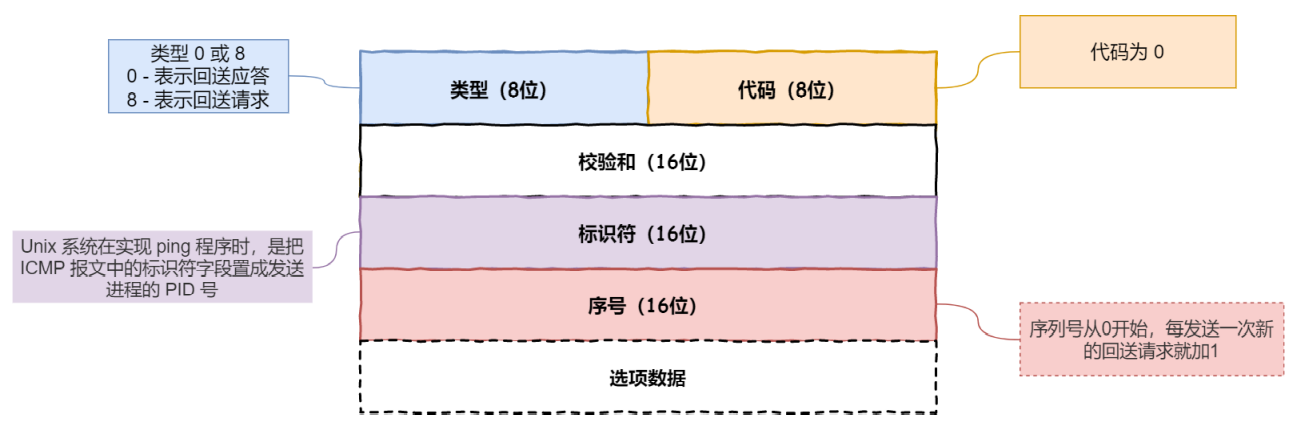 类型 0 或 8
0 - 表示回送应答
8 - 表示回送请求
类型（8位）
代码（8位）
代码为 0
校验和（16位）
标识符（16位）
Unix 系统在实现 ping 程序时，是把
ICMP 报文中的标识符字段置成发送
进程的 PID 号
序号（16位）
序列号从0开始，每发送一次新
的回送请求就加1
选项数据